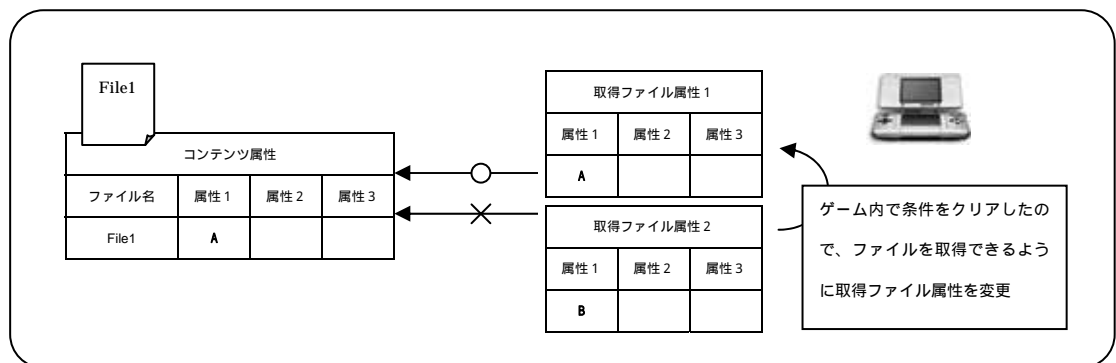 File1
コンテンツ属性
ファイル名 属性1 属性2 属性3
File1 A
取得ファイル属性1
属性1 属性2 属性3
A
取得ファイル属性2
属性1 属性2 属性3
B
ゲーム内で条件をクリアしたの
で、ファイルを取得できるよう
に取得ファイル属性を変更